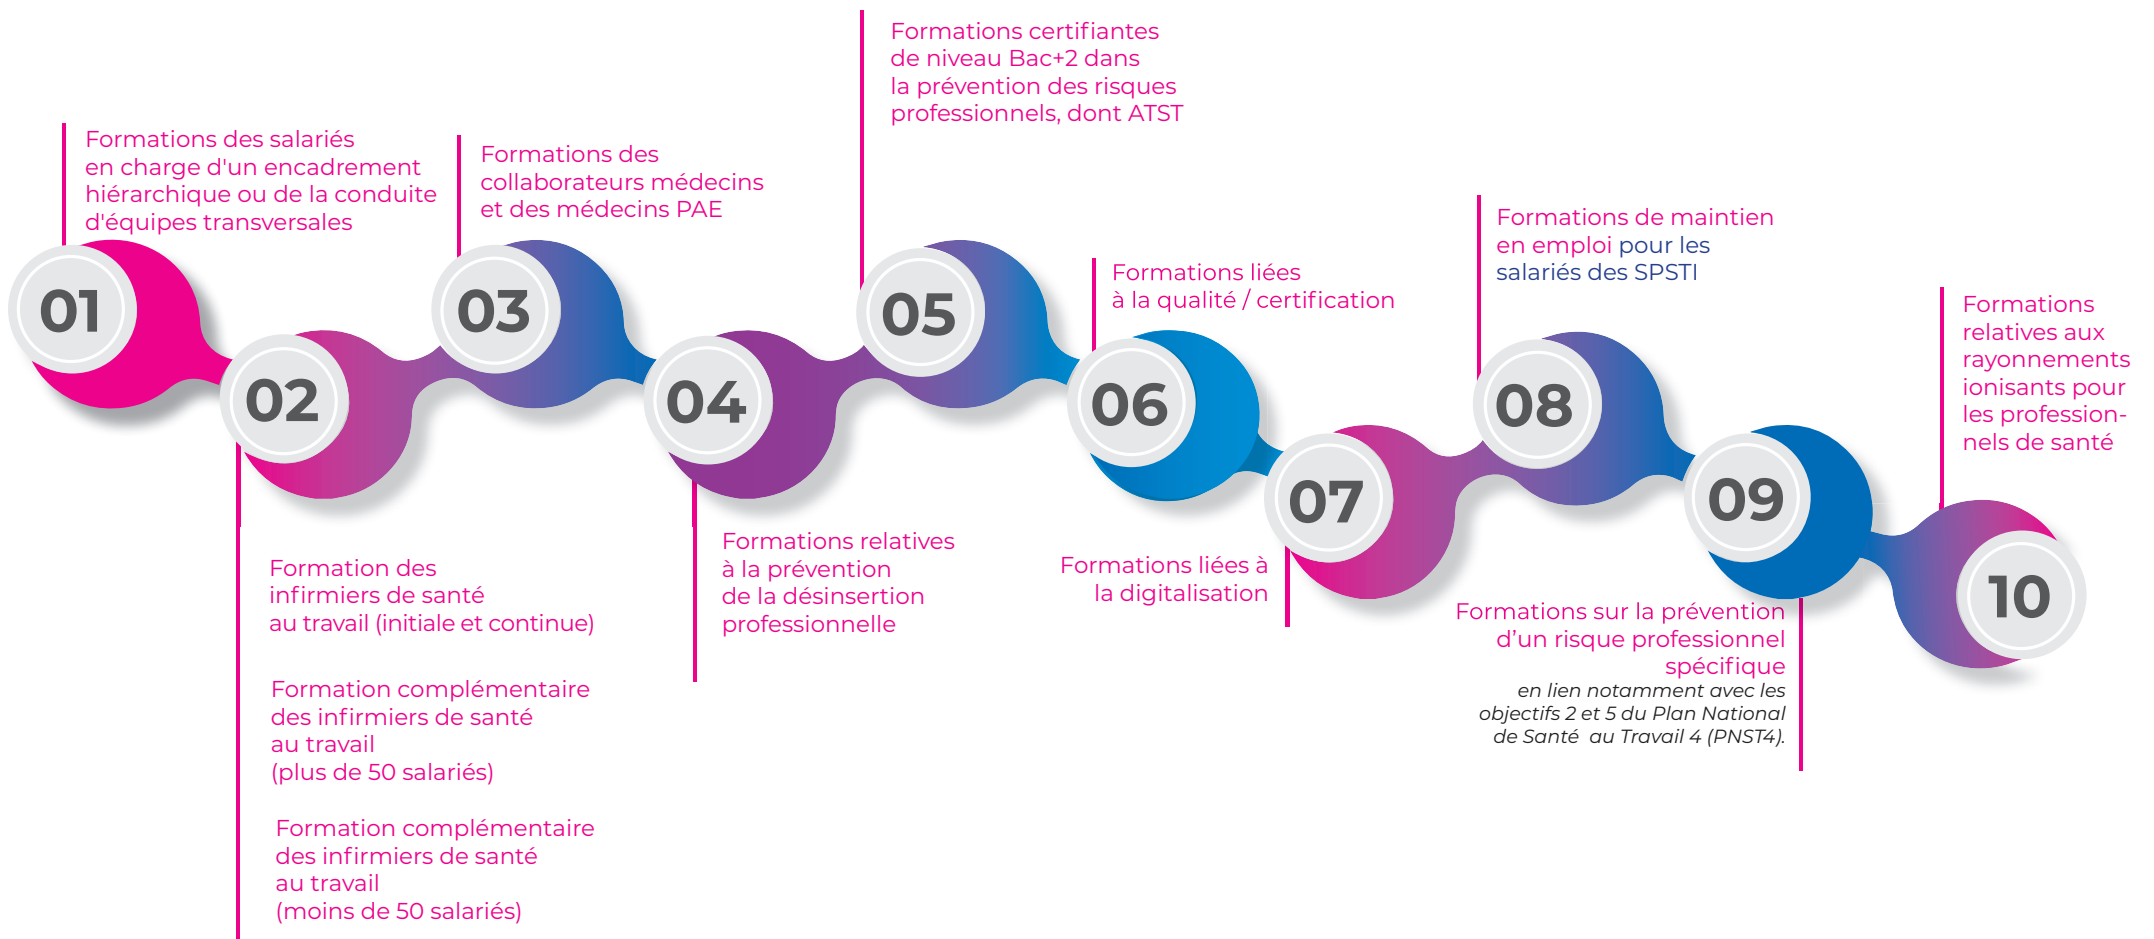 01
Formations des salariés
en charge d'un encadrement
hiérarchique ou de la conduite
d'équipes transversales
02
Formation des
infirmiers de santé
au travail (initiale et continue)
Formation complémentaire
des infirmiers de santé
au travail
(plus de 50 salariés)
Formation complémentaire
des infirmiers de santé
au travail
(moins de 50 salariés)
03
Formations des
collaborateurs médecins
et des médecins PAE
04
Formations relatives
à la prévention
de la désinsertion
professionnelle
05
Formations certifiantes
de niveau Bac+2 dans
la prévention des risques
professionnels, dont ATST
06
Formations liées
à la qualité / certification
07
Formations liées à
la digitalisation
08
Formations de maintien
en emploi pour les
salariés des SPSTI
09
Formations sur la prévention
d’un risque professionnel
spécifique
en lien notamment avec les
objectifs 2 et 5 du Plan National
de Santé au Travail 4 (PNST4).
10
Formations
relatives aux
rayonnements
ionisants pour
les profession-
nels de santé